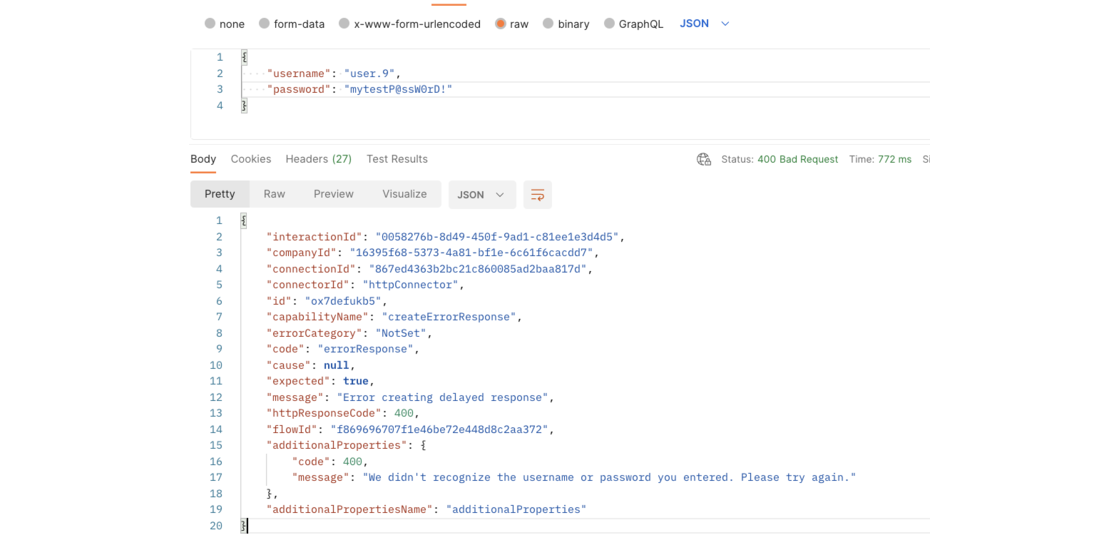 none form-data x-www-form-urlencoded raw binary GraphQL JSON
1 {
2 "username": "user.9",
3 "password": "mytestP@ssW0rD!"
4 }
Body Cookies Headers (27) Test Results Status: 400 Bad Request Time: 772 ms
Pretty Raw Preview Visualize JSON
1 {
2 "interactionId": "0058276b-8d49-450f-9ad1-c81ee1e3d4d5",
3 "companyId": "16395f68-5373-4a81-bf1e-6c61f6cacdd7",
4 "connectionId": "867ed4363b2bc21c860085ad2baa817d",
5 "connectorId": "httpConnector",
6 "id": "ox7defukb5",
7 "capabilityName": "createErrorResponse",
8 "errorCategory": "NotSet",
9 "code": "errorResponse",
10 "cause": null,
11 "expected": true,
12 "message": "Error creating delayed response",
13 "httpResponseCode": 400,
14 "flowId": "f869696707f1e46be72e448d8c2aa372",
15 "additionalProperties": {
16 "code": 400,
17 "message": "We didn't recognize the username or password you entered. Please try again."
18 },
19 "additionalPropertiesName": "additionalProperties"
20 }